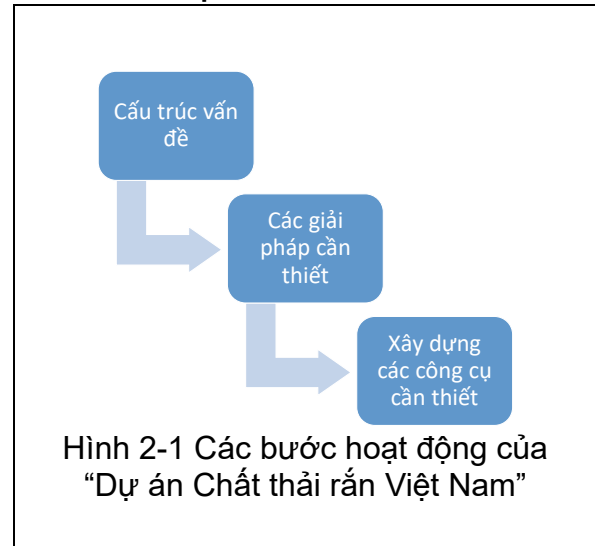 Cấu trúc vấn
đề
Các giải
pháp cần
thiết
Xây dựng
các công cụ
cần thiết
Hình 2-1 Các bước hoạt động của
“Dự án Chất thải rắn Việt Nam”